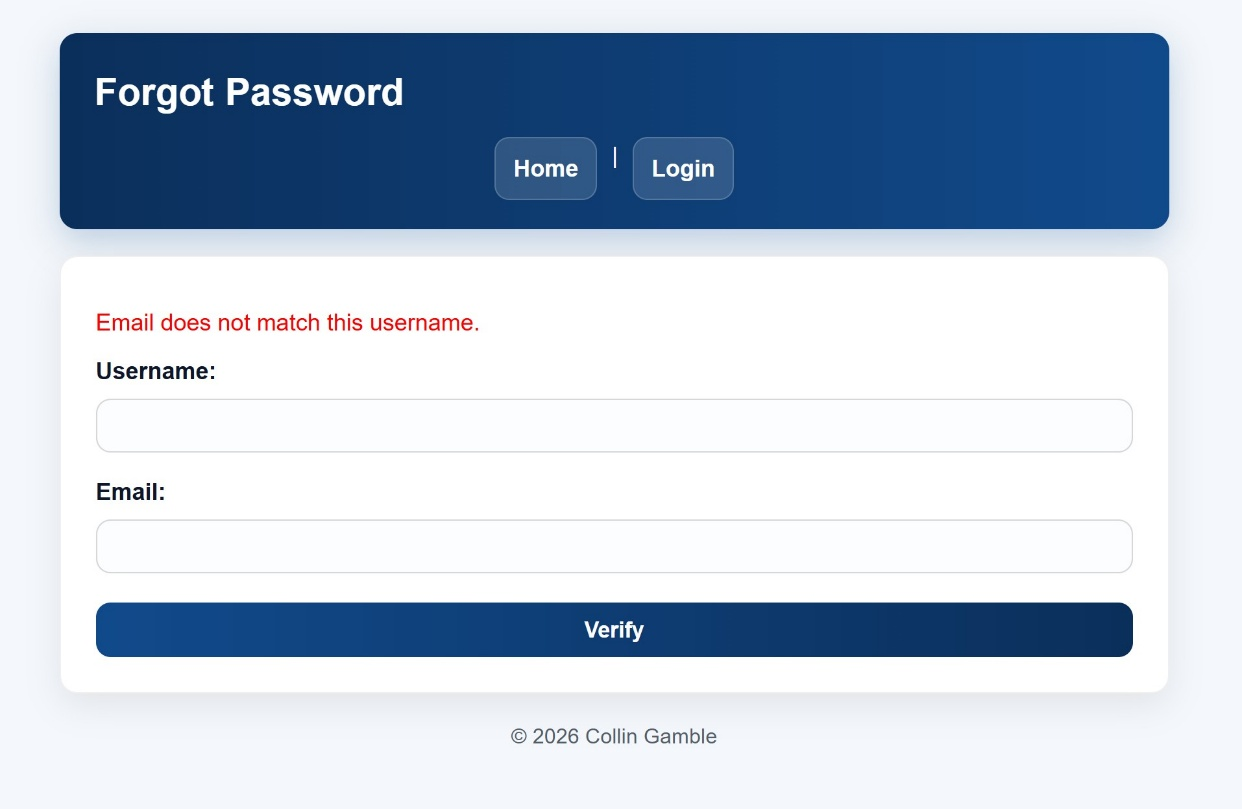 Forgot Password
Home | Login
Email does not match this username.
Username:
Email:
Verify
© 2026 Collin Gamble